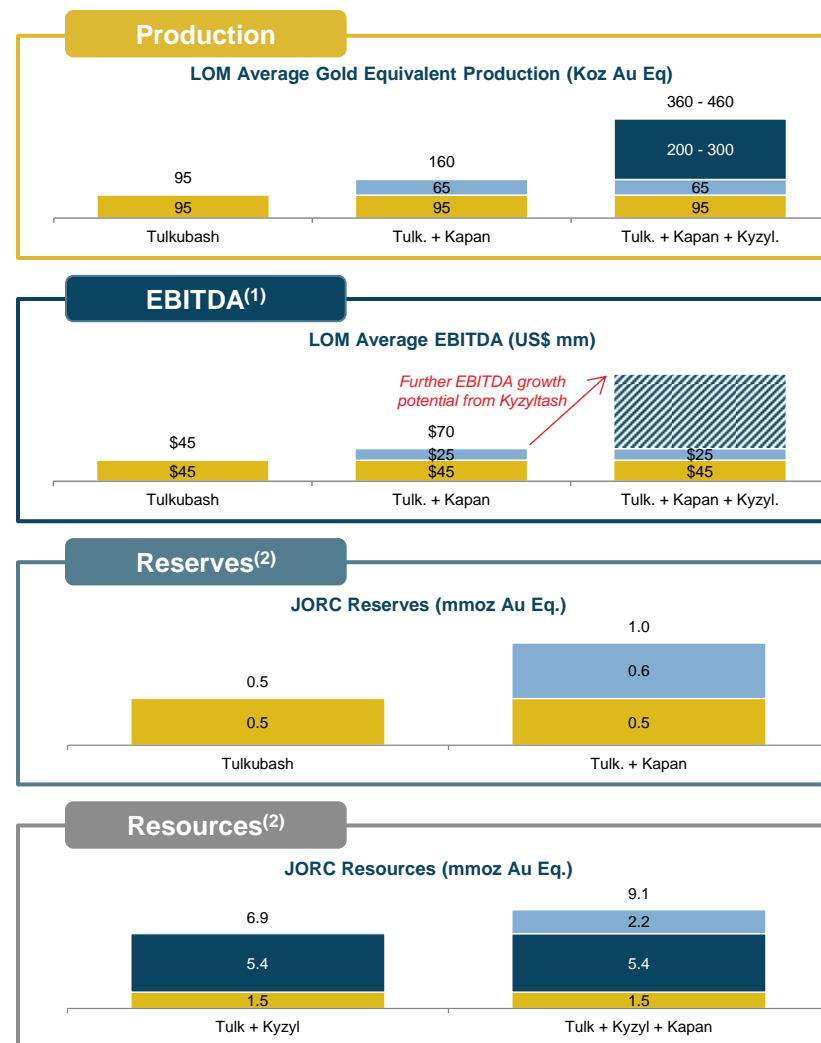 Production
LOM Average Gold Equivalent Production (Koz Au Eq)
360 - 460
200 - 300
160
95
65
65
95
95
95
Tulkubash
Tulk. + Kapan
Tulk. + Kapan + Kyzyl.
EBITDA(1)
LOM Average EBITDA (US$ mm)
Further EBITDA growth
potential from Kyzyltash
$70
$45
$25
$25
$45
$45
$45
Tulkubash
Tulk. + Kapan
Tulk. + Kapan + Kyzyl.
Reserves(2)
JORC Reserves (mmoz Au Eq.)
1.0
0.6
0.5
0.5
0.5
Tulkubash
Tulk. + Kapan
Resources(2)
JORC Resources (mmoz Au Eq.)
9.1
6.9
2.2
5.4
5.4
1.5
1.5
Tulk + Kyzyl
Tulk + Kyzyl + Kapan